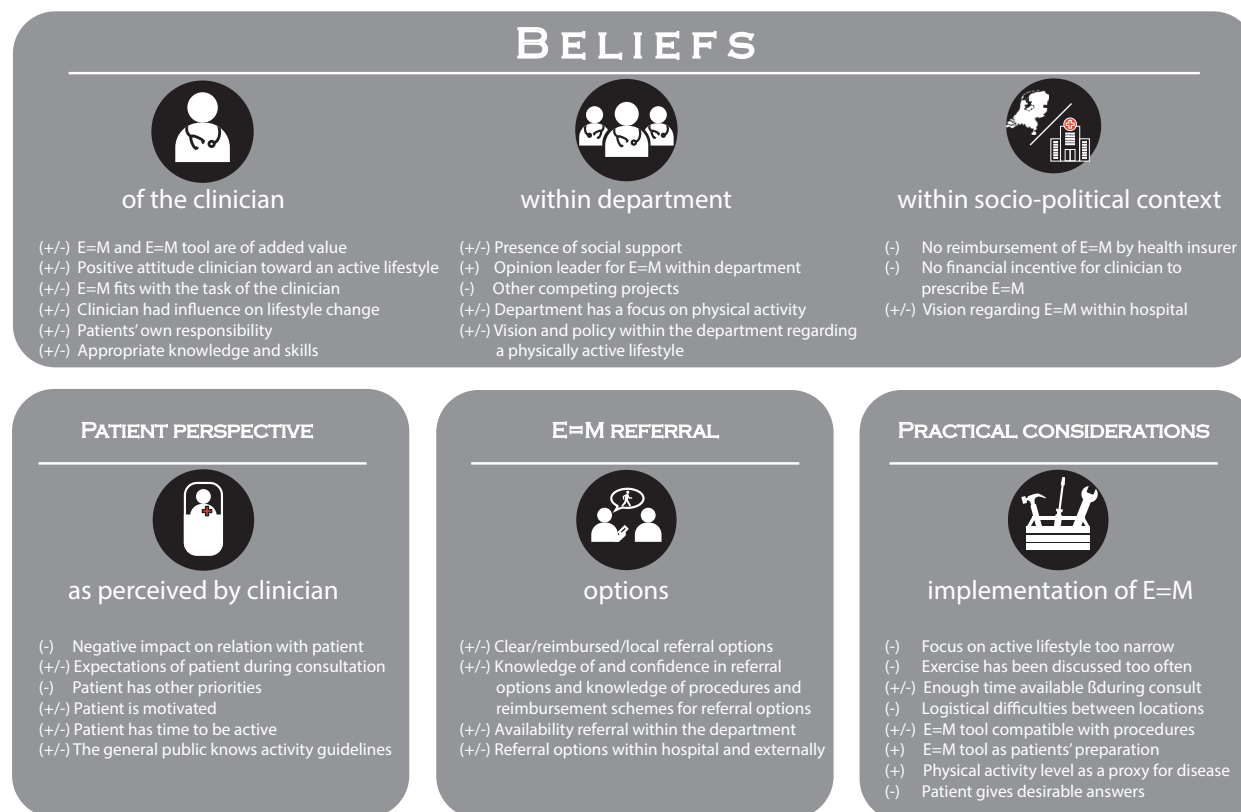 BELIEFS
of the clinician
(+/-) E=M and E=M tool are of added value
(+/-) Positive attitude clinician toward an active lifestyle
(+/-) E=M fits with the task of the clinician
(+/-) Clinician had influence on lifestyle change
(+/-) Patients' own responsibility
(+/-) Appropriate knowledge and skills
within department
(+/-) Presence of social support
(+) Opinion leader for E=M within department
(-) Other competing projects
(+/-) Department has a focus on physical activity
(+/-) Vision and policy within the department regarding
a physically active lifestyle
within socio-political context
(-) No reimbursement of E=M by health insurer
(-) No financial incentive for clinician to
prescribe E=M
(+/-) Vision regarding E=M within hospital
PATIENT PERSPECTIVE
as perceived by clinician
(-) Negative impact on relation with patient
(+/-) Expectations of patient during consultation
(-) Patient has other priorities
(+/-) Patient is motivated
(+/-) Patient has time to be active
(+/-) The general public knows activity guidelines
E=M REFERRAL
options
(+/-) Clear/reimbursed/local referral options
(+/-) Knowledge of and confidence in referral
options and knowledge of procedures and
reimbursement schemes for referral options
(+/-) Availability referral within the department
(+/-) Referral options within hospital and externally
PRACTICAL CONSIDERATIONS
implementation of E=M
(-) Focus on active lifestyle too narrow
(-) Exercise has been discussed too often
(+/-) Enough time available ßduring consult
(-) Logistical difficulties between locations
(+/-) E=M tool compatible with procedures
(+) E=M tool as patients' preparation
(+) Physical activity level as a proxy for disease
(-) Patient gives desirable answers